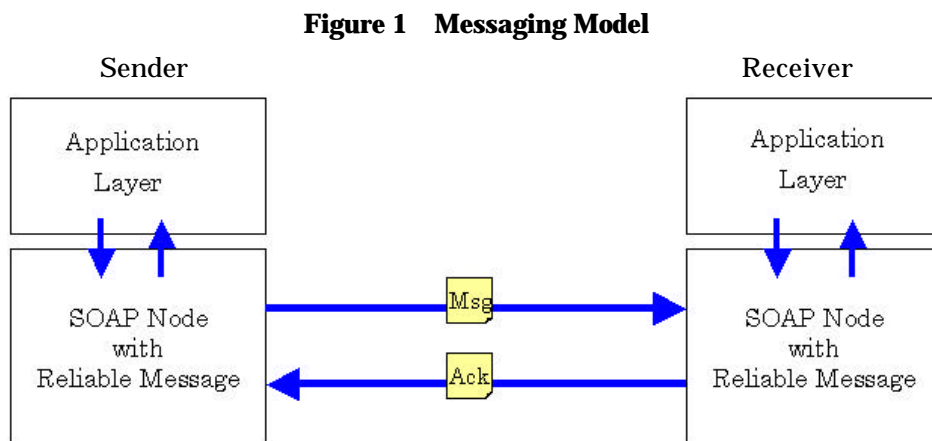 Figure 1 Messaging Model
Sender
Receiver
Application
Layer
Application
Layer
SOAP Node
with
Reliable Message
Msg
Ack
SOAP Node
with
Reliable Message